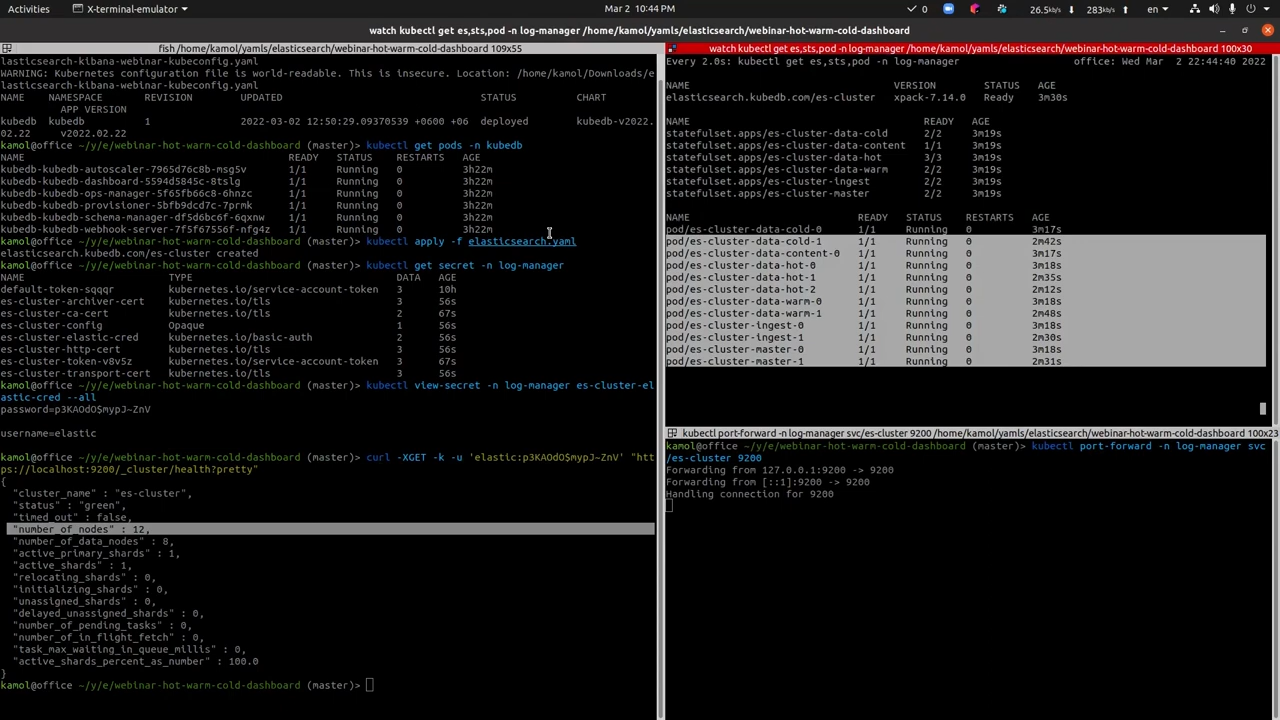 Activities
X-terminal-emulator
Mar 2 10:44 PM
0
26.5kb/s
283kb/s
en
watch kubectl get es,sts,pod -n log-manager /home/kamol/yamls/elasticsearch/webinar-hot-warm-cold-dashboard
fish /home/kamol/yamls/elasticsearch/webinar-hot-warm-cold-dashboard 109x55
lasticsearch-kibana-webinar-kubeconfig.yaml
WARNING: Kubernetes configuration file is world-readable. This is insecure. Location: /home/kamol/Downloads/e
lasticsearch-kibana-webinar-kubeconfig.yaml
NAME NAMESPACE REVISION UPDATED STATUS CHART
APP VERSION
kubedb kubedb 1 2022-03-02 12:50:29.09370539 +0600 +06 deployed kubedb-v2022.
02.22 v2022.02.22
kamol@office ~/y/e/webinar-hot-warm-cold-dashboard (master)> kubectl get pods -n kubedb
NAME READY STATUS RESTARTS AGE
kubedb-kubedb-autoscaler-7965d76c8b-msg5v 1/1 Running 0 3h22m
kubedb-kubedb-dashboard-5594d5845c-8tslg 1/1 Running 0 3h22m
kubedb-kubedb-ops-manager-5f65fb66c8-6hnzc 1/1 Running 0 3h22m
kubedb-kubedb-provisioner-5bfb9dcd7c-7prmk 1/1 Running 0 3h22m
kubedb-kubedb-schema-manager-df5d6bc6f-6qxnw 1/1 Running 0 3h22m
kubedb-kubedb-webhook-server-7f5f67556f-nfg4z 1/1 Running 0 3h22m
kamol@office ~/y/e/webinar-hot-warm-cold-dashboard (master)> kubectl apply -f elasticsearch.yaml
elasticsearch.kubedb.com/es-cluster created
kamol@office ~/y/e/webinar-hot-warm-cold-dashboard (master)> kubectl get secret -n log-manager
NAME TYPE DATA AGE
default-token-sqqqr kubernetes.io/service-account-token 3 10h
es-cluster-archiver-cert kubernetes.io/tls 3 56s
es-cluster-ca-cert kubernetes.io/tls 2 67s
es-cluster-config Opaque 1 56s
es-cluster-elastic-cred kubernetes.io/basic-auth 2 56s
es-cluster-http-cert kubernetes.io/tls 3 56s
es-cluster-token-v8v5z kubernetes.io/service-account-token 3 67s
es-cluster-transport-cert kubernetes.io/tls 3 56s
kamol@office ~/y/e/webinar-hot-warm-cold-dashboard (master)> kubectl view-secret -n log-manager es-cluster-el
astic-cred --all
password=p3KAOdO$mypJ~ZnV
username=elastic
kamol@office ~/y/e/webinar-hot-warm-cold-dashboard (master)> curl -XGET -k -u 'elastic:p3KAOdO$mypJ~ZnV' "htt
ps://localhost:9200/_cluster/health?pretty"
{
"cluster_name" : "es-cluster",
"status" : "green",
"timed_out" : false,
"number_of_nodes" : 12,
"number_of_data_nodes" : 8,
"active_primary_shards" : 1,
"active_shards" : 1,
"relocating_shards" : 0,
"initializing_shards" : 0,
"unassigned_shards" : 0,
"delayed_unassigned_shards" : 0,
"number_of_pending_tasks" : 0,
"number_of_in_flight_fetch" : 0,
"task_max_waiting_in_queue_millis" : 0,
"active_shards_percent_as_number" : 100.0
}
kamol@office ~/y/e/webinar-hot-warm-cold-dashboard (master)>
watch kubectl get es,sts,pod -n log-manager /home/kamol/yamls/elasticsearch/webinar-hot-warm-cold-dashboard 100x30
Every 2.0s: kubectl get es,sts,pod -n log-manager office: Wed Mar 2 22:44:40 2022
NAME VERSION STATUS AGE
elasticsearch.kubedb.com/es-cluster xpack-7.14.0 Ready 3m30s
NAME READY AGE
statefulset.apps/es-cluster-data-cold 2/2 3m19s
statefulset.apps/es-cluster-data-content 1/1 3m19s
statefulset.apps/es-cluster-data-hot 3/3 3m19s
statefulset.apps/es-cluster-data-warm 2/2 3m19s
statefulset.apps/es-cluster-ingest 2/2 3m19s
statefulset.apps/es-cluster-master 2/2 3m19s
NAME READY STATUS RESTARTS AGE
pod/es-cluster-data-cold-0 1/1 Running 0 3m17s
pod/es-cluster-data-cold-1 1/1 Running 0 2m42s
pod/es-cluster-data-content-0 1/1 Running 0 3m17s
pod/es-cluster-data-hot-0 1/1 Running 0 3m18s
pod/es-cluster-data-hot-1 1/1 Running 0 2m35s
pod/es-cluster-data-hot-2 1/1 Running 0 2m12s
pod/es-cluster-data-warm-0 1/1 Running 0 3m18s
pod/es-cluster-data-warm-1 1/1 Running 0 2m48s
pod/es-cluster-ingest-0 1/1 Running 0 3m18s
pod/es-cluster-ingest-1 1/1 Running 0 2m30s
pod/es-cluster-master-0 1/1 Running 0 3m18s
pod/es-cluster-master-1 1/1 Running 0 2m31s
kubectl port-forward -n log-manager svc/es-cluster 9200 /home/kamol/yamls/elasticsearch/webinar-hot-warm-cold-dashboard 100x23
kamol@office ~/y/e/webinar-hot-warm-cold-dashboard (master)> kubectl port-forward -n log-manager svc
/es-cluster 9200
Forwarding from 127.0.0.1:9200 -> 9200
Forwarding from [::1]:9200 -> 9200
Handling connection for 9200